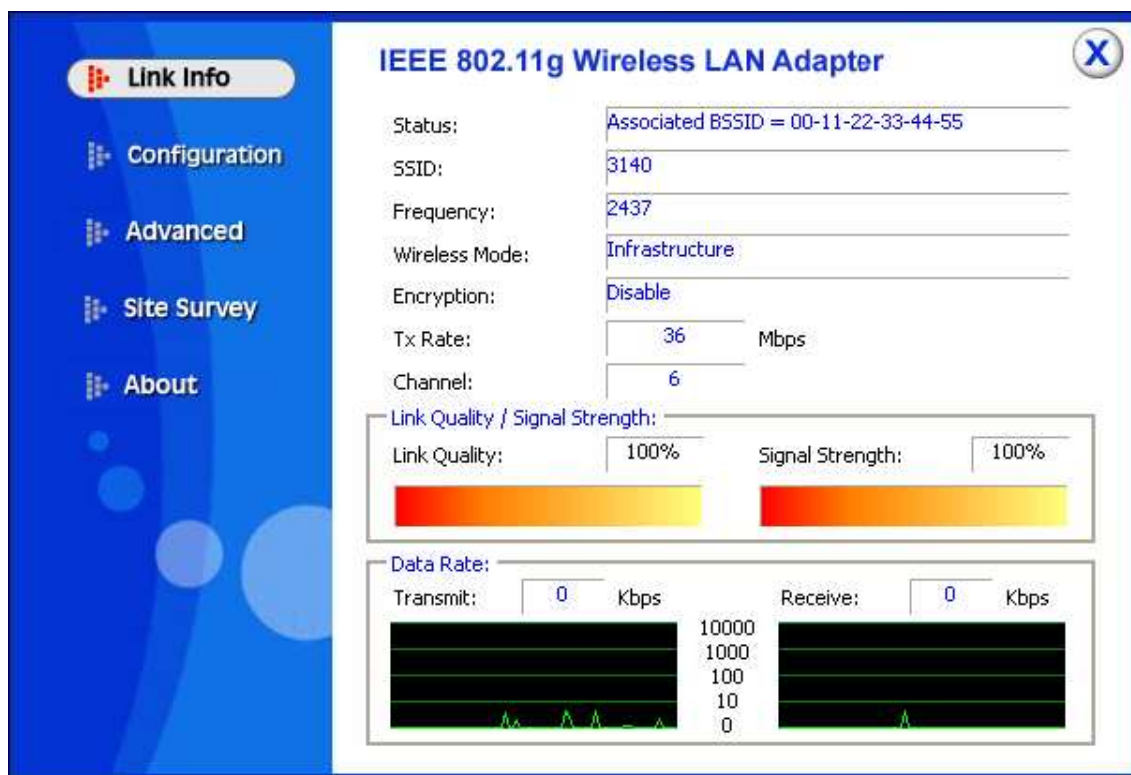 Link Info
Configuration
Advanced
Site Survey
About
IEEE 802.11g Wireless LAN Adapter
X
Status: Associated BSSID = 00-11-22-33-44-55
SSID: 3140
Frequency: 2437
Wireless Mode: Infrastructure
Encryption: Disable
Tx Rate: 36 Mbps
Channel: 6
Link Quality / Signal Strength:
Link Quality: 100% Signal Strength: 100%
Data Rate:
Transmit: 0 Kbps Receive: 0 Kbps
10000
1000
100
10
0